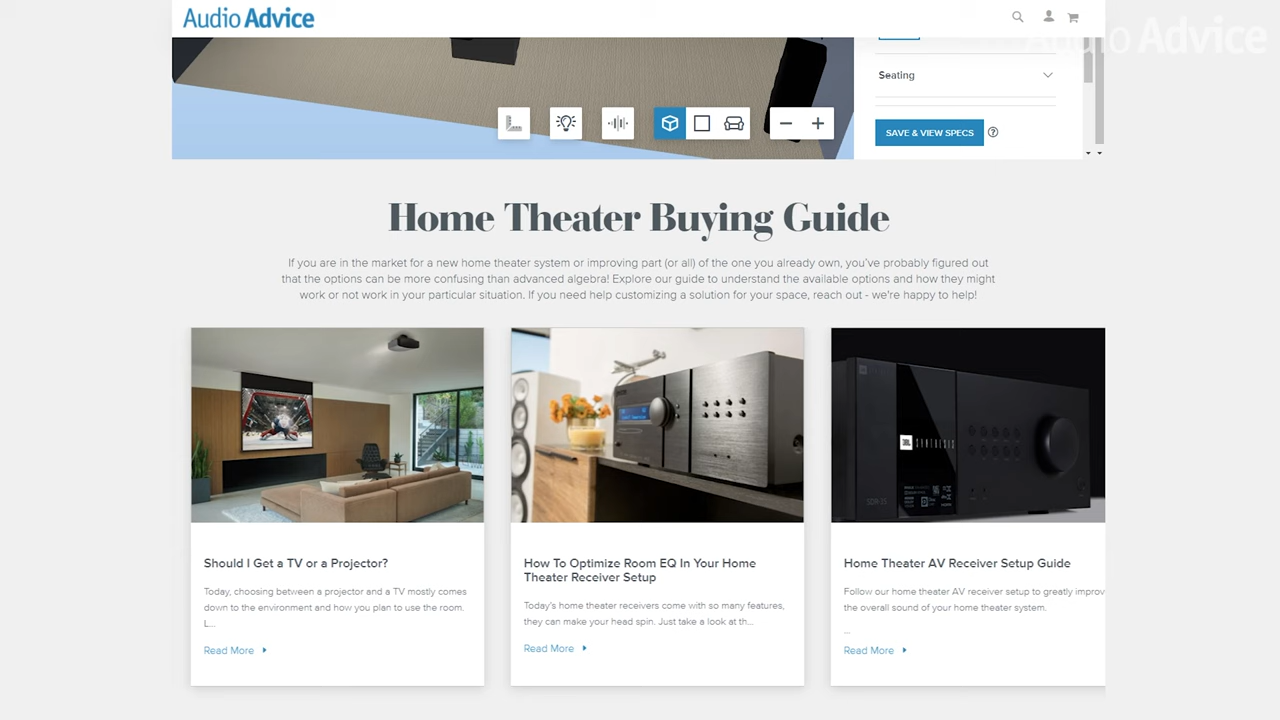 Audio Advice
Audio Advice
Seating
SAVE & VIEW SPECS
Home Theater Buying Guide
If you are in the market for a new home theater system or improving part (or all) of the one you already own, you've probably figured out
that the options can be more confusing than advanced algebra! Explore our guide to understand the available options and how they might
work or not work in your particular situation. If you need help customizing a solution for your space, reach out - we're happy to help!
JBL SYNTHESIS
Should I Get a TV or a Projector?
Today, choosing between a projector and a TV mostly comes
down to the environment and how you plan to use the room.
L...
Read More
How To Optimize Room EQ In Your Home
Theater Receiver Setup
Today's home theater receivers come with so many features,
they can make your head spin. Just take a look at th...
Read More
Home Theater AV Receiver Setup Guide
Follow our home theater AV receiver setup to greatly improv
the overall sound of your home theater system.
...
Read More